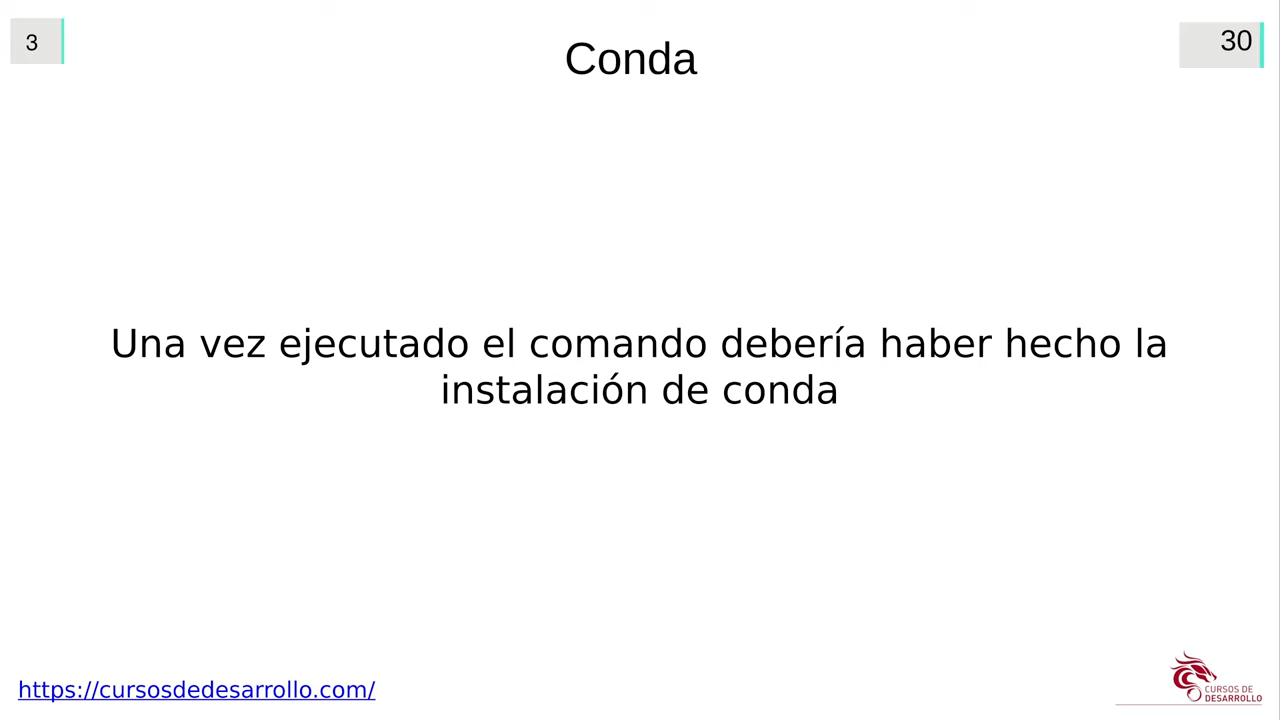 3
Conda
30
Una vez ejecutado el comando debería haber hecho la
instalación de conda
https://cursosdedesarrollo.com/
CURSOS DE
DESARROLLO